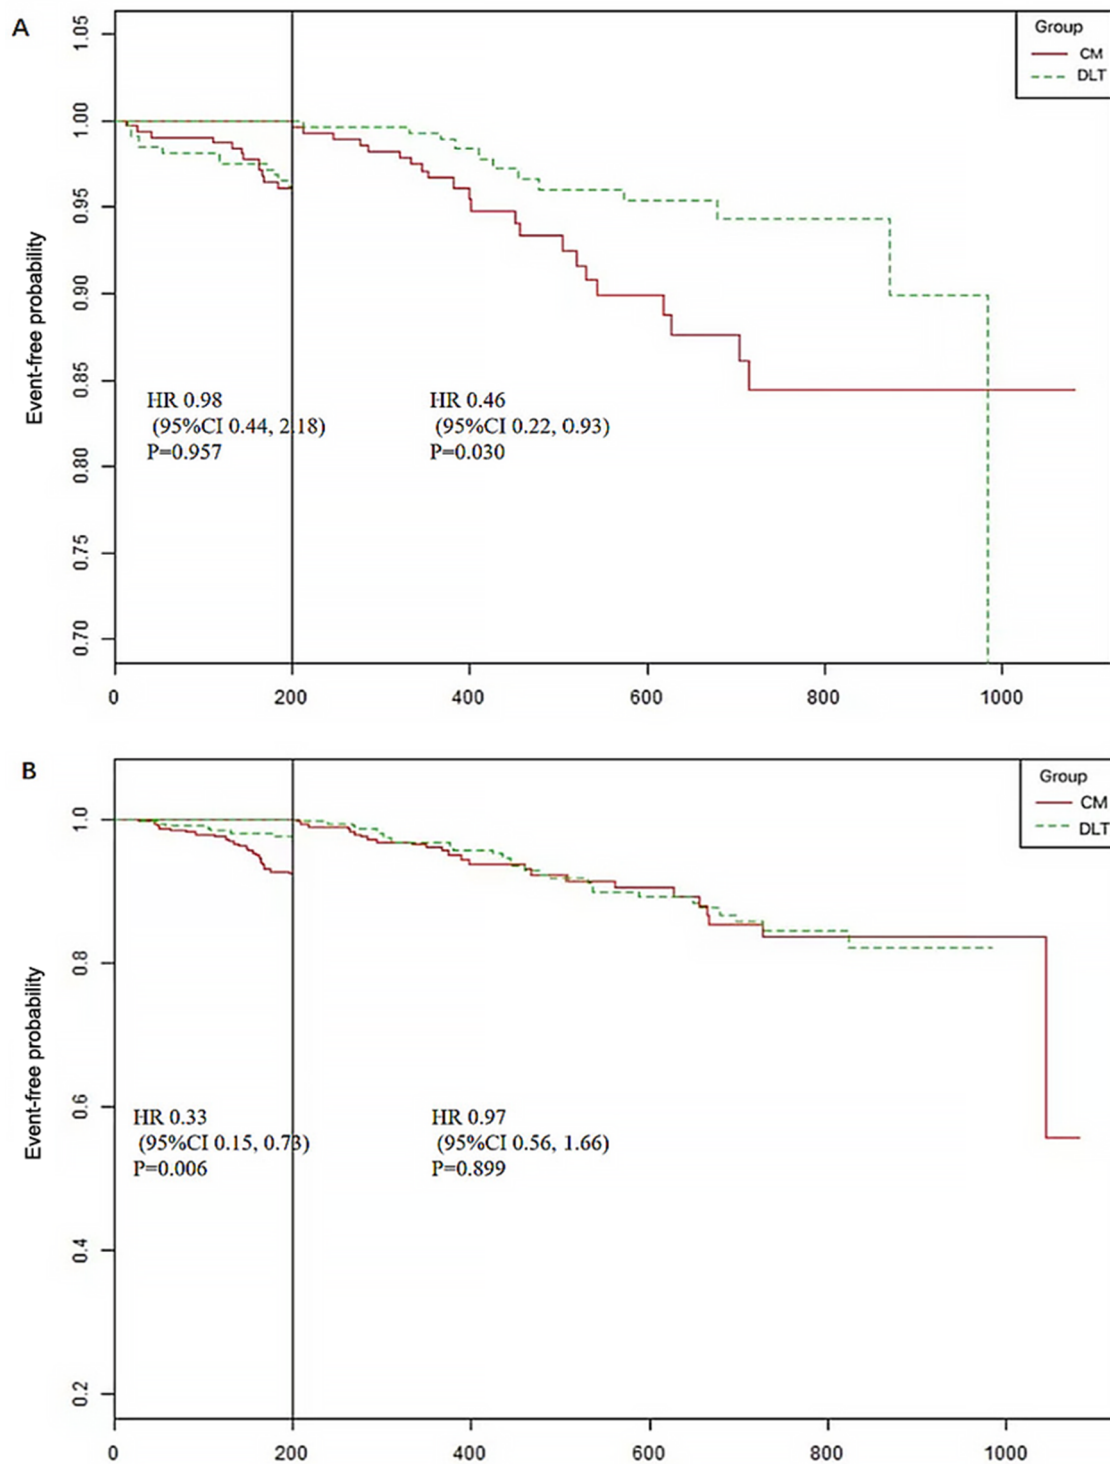 A
Event-free probability
1.05
1.00
0.95
0.90
0.85
0.80
0.75
0.70
Group
CM
DLT
HR 0.98
(95%CI 0.44, 2.18)
P=0.957
HR 0.46
(95%CI 0.22, 0.93)
P=0.030
0 200 400 600 800 1000
B
Event-free probability
1.0
0.8
0.6
0.4
0.2
Group
CM
DLT
HR 0.33
(95%CI 0.15, 0.73)
P=0.006
HR 0.97
(95%CI 0.56, 1.66)
P=0.899
0 200 400 600 800 1000